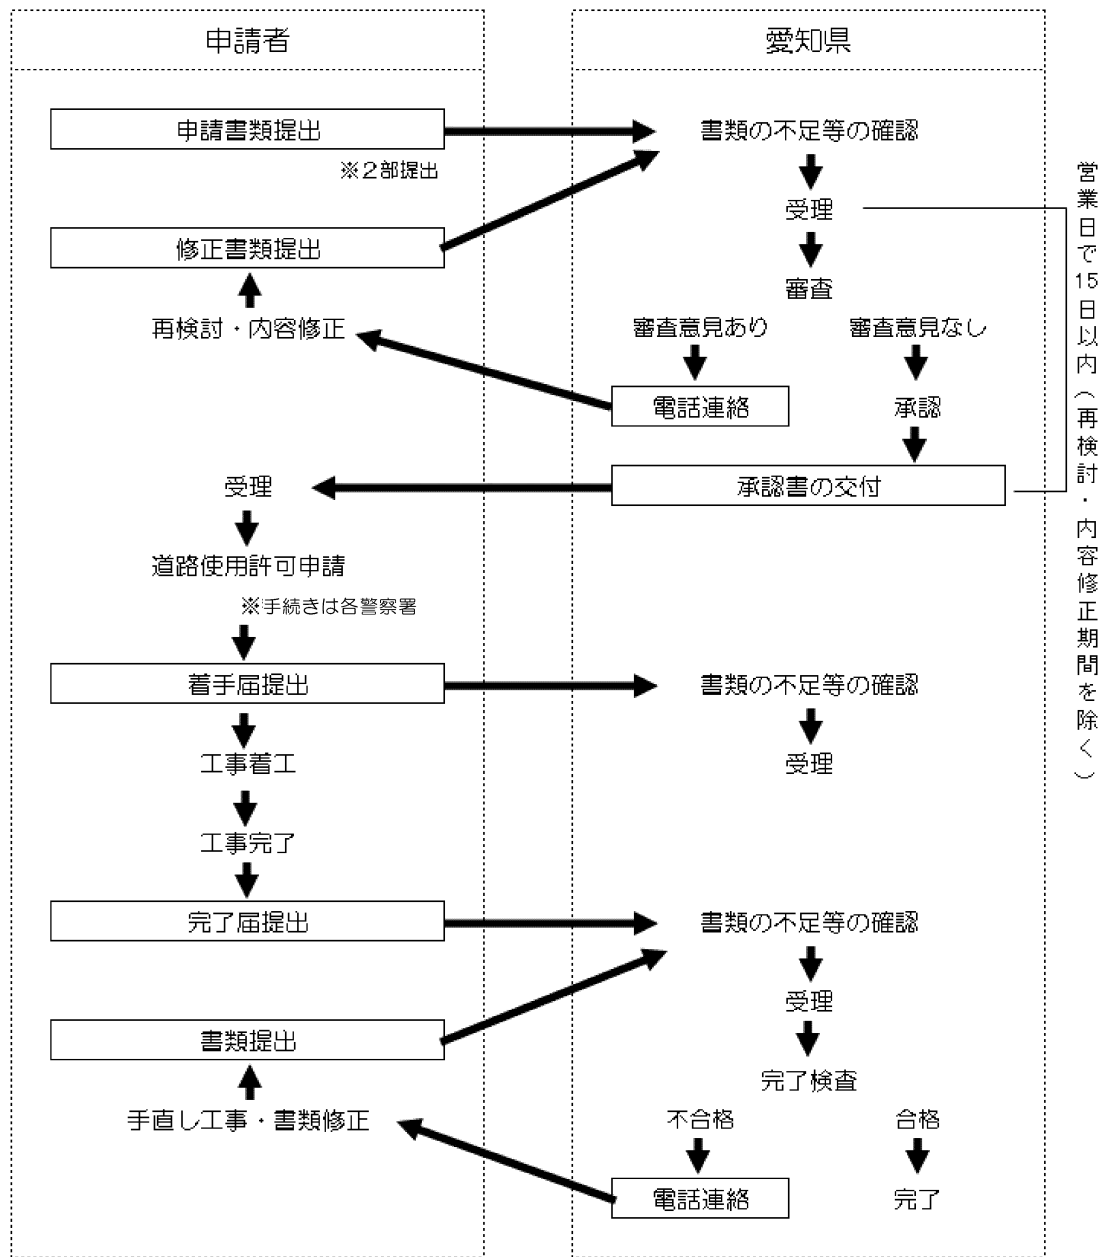 申請者
愛知県
申請書類提出
※２部提出
書類の不足等の確認
受理
修正書類提出
審査
再検討・内容修正
審査意見あり
審査意見なし
電話連絡
承認
承認書の交付
受理
道路使用許可申請
※手続きは各警察署
着手届提出
書類の不足等の確認
工事着工
受理
工事完了
完了届提出
書類の不足等の確認
受理
書類提出
完了検査
手直し工事・書類修正
不合格
合格
電話連絡
完了
営業日で15日以内（再検討・内容修正期間を除く）